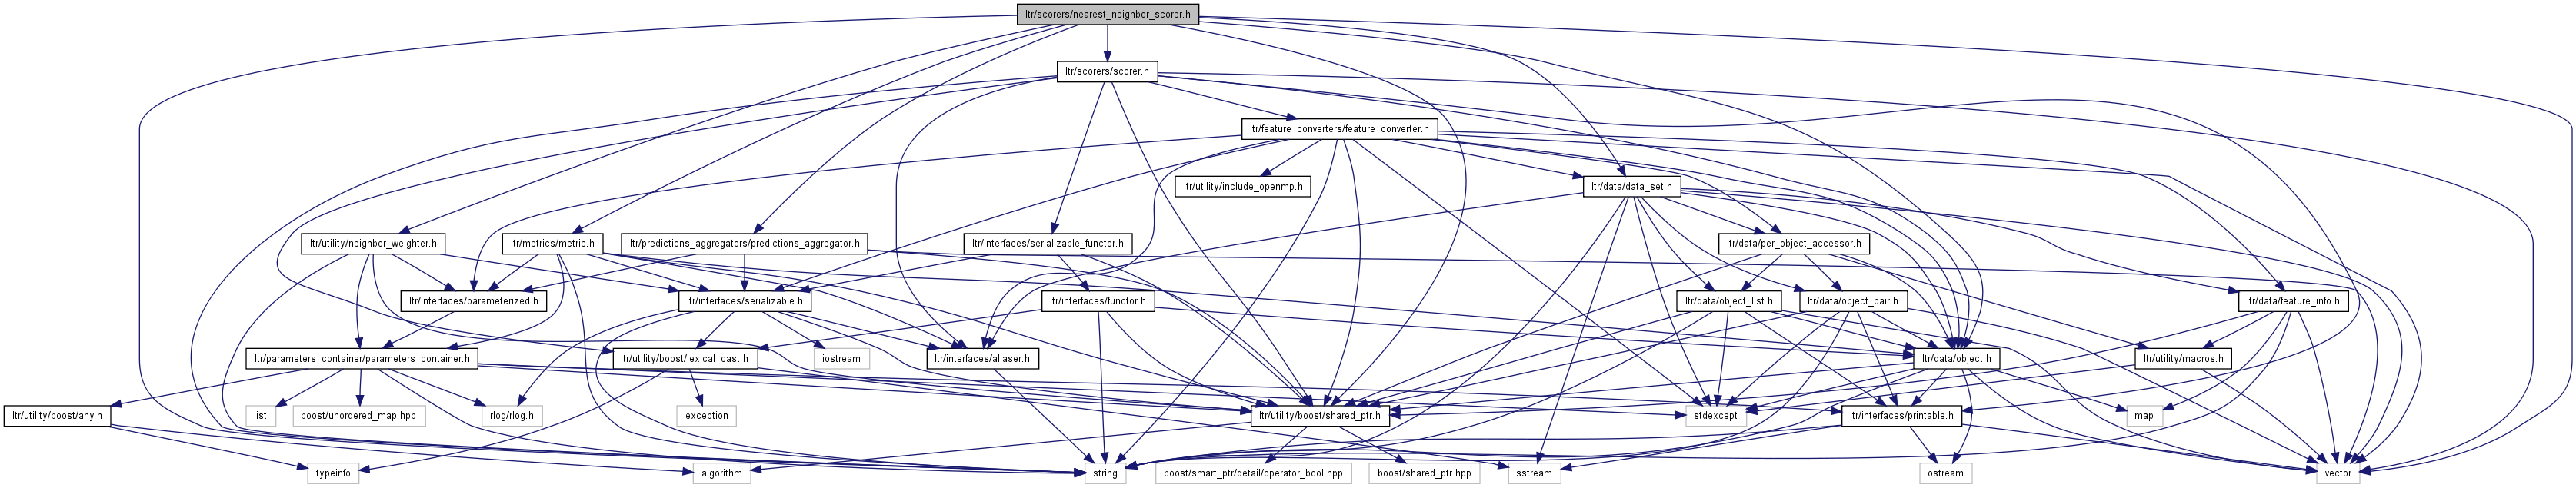 ltr/scorers/nearest_neighbor_scorer.h
ltr/scorers/scorer.h
ltr/feature_converters/feature_converter.h
ltr/utility/include_openmp.h
ltr/data/data_set.h
ltr/utility/neighbor_weighter.h
ltr/metrics/metric.h
ltr/predictions_aggregators/predictions_aggregator.h
ltr/interfaces/serializable_functor.h
ltr/data/per_object_accessor.h
ltr/interfaces/parameterized.h
ltr/interfaces/serializable.h
ltr/interfaces/functor.h
ltr/data/object_list.h
ltr/data/object_pair.h
ltr/data/feature_info.h
ltr/parameters_container/parameters_container.h
ltr/utility/boost/lexical_cast.h
iostream
ltr/interfaces/aliaser.h
ltr/data/object.h
ltr/utility/macros.h
ltr/utility/boost/any.h
list
boost/unordered_map.hpp
rlog/rlog.h
exception
ltr/utility/boost/shared_ptr.h
stdexcept
ltr/interfaces/printable.h
map
typeinfo
algorithm
string
boost/smart_ptr/detail/operator_bool.hpp
boost/shared_ptr.hpp
sstream
ostream
vector